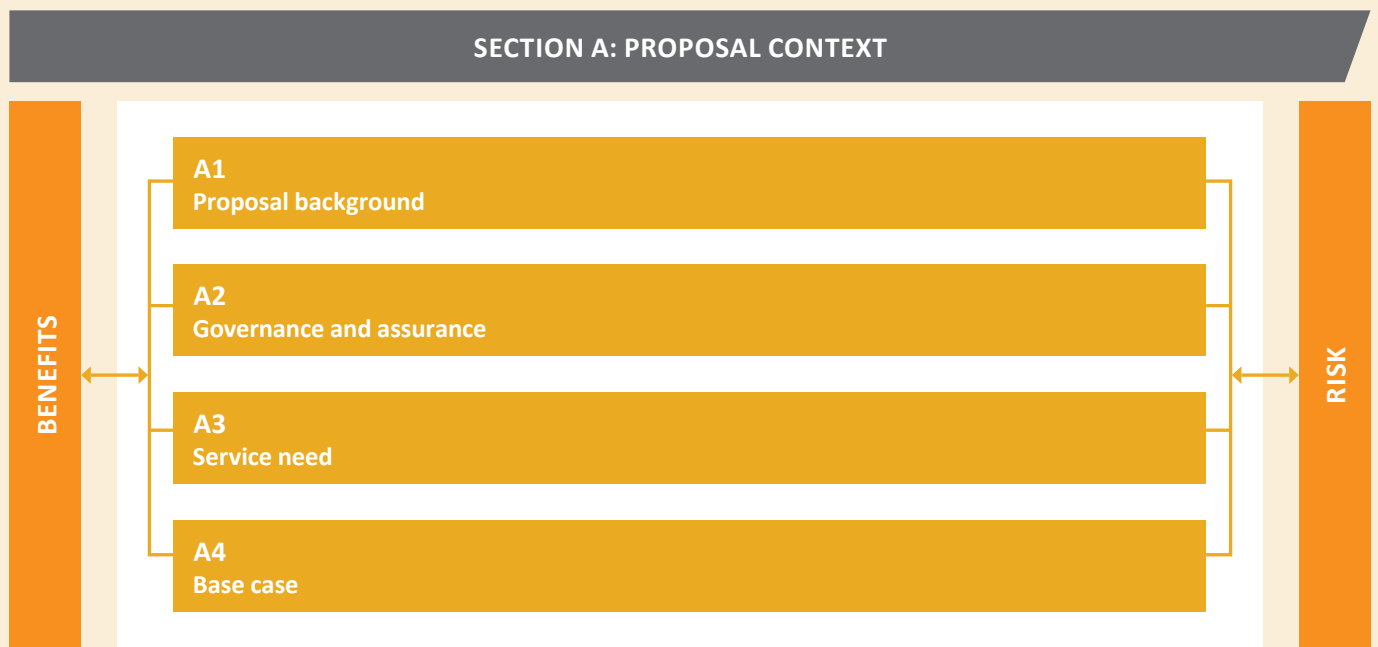 SECTION A: PROPOSAL CONTEXT
BENEFITS
A1
Proposal background
A2
Governance and assurance
A3
Service need
A4
Base case
RISK